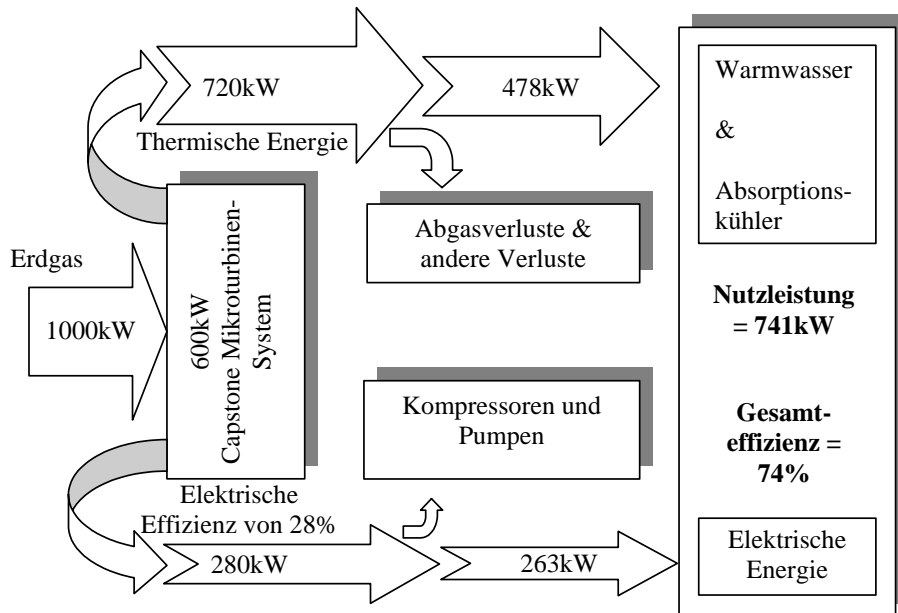 720kW
478kW
Thermische Energie
Warmwasser
&
Absorptions-
kühler
Abgasverluste &
andere Verluste
Erdgas
1000kW
600kW
Capstone Mikroturbinen-
System
Nutzleistung
= 741kW
Kompressoren und
Pumpen
Gesamt-
effizienz =
74%
Elektrische
Effizienz von 28%
280kW
263kW
Elektrische
Energie